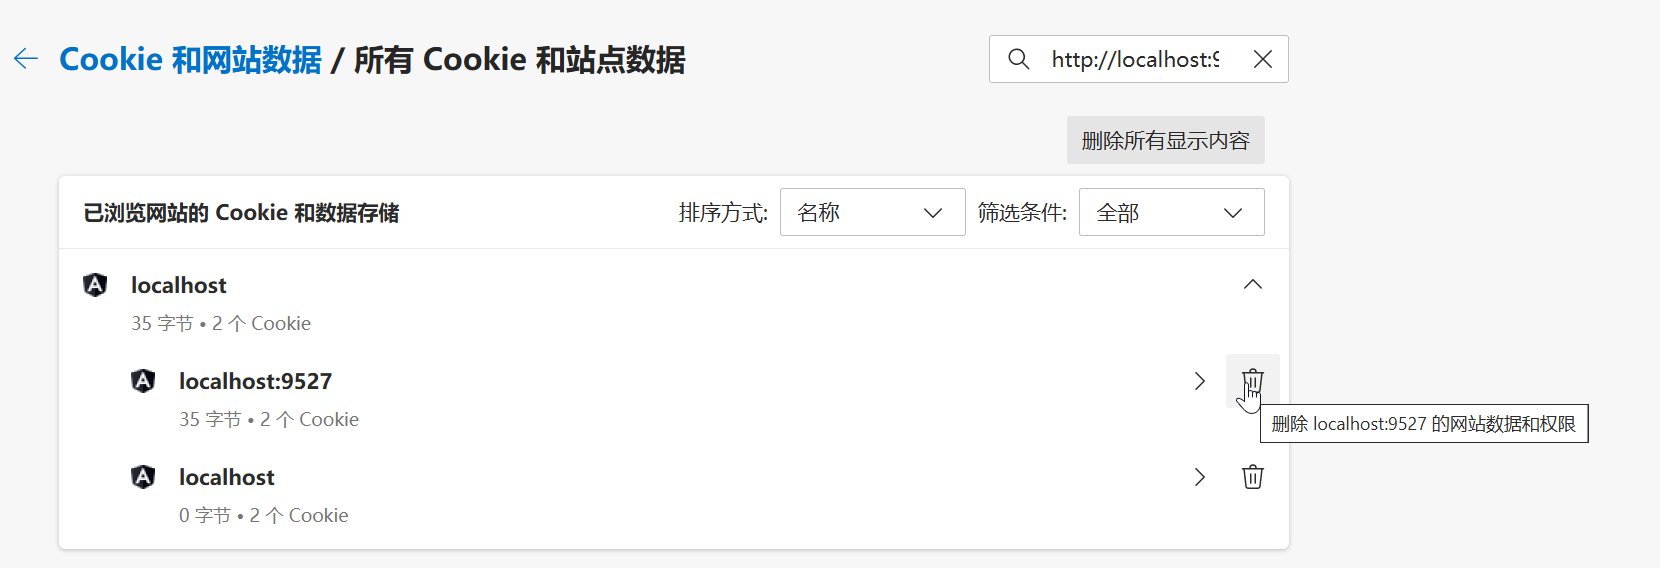 Cookie 和网站数据 / 所有 Cookie 和站点数据
http://localhost:9
删除所有显示内容
已浏览网站的 Cookie 和数据存储
排序方式: 名称 筛选条件: 全部
localhost
35 字节 • 2 个 Cookie
localhost:9527
35 字节 • 2 个 Cookie
删除 localhost:9527 的网站数据和权限
localhost
0 字节 • 2 个 Cookie